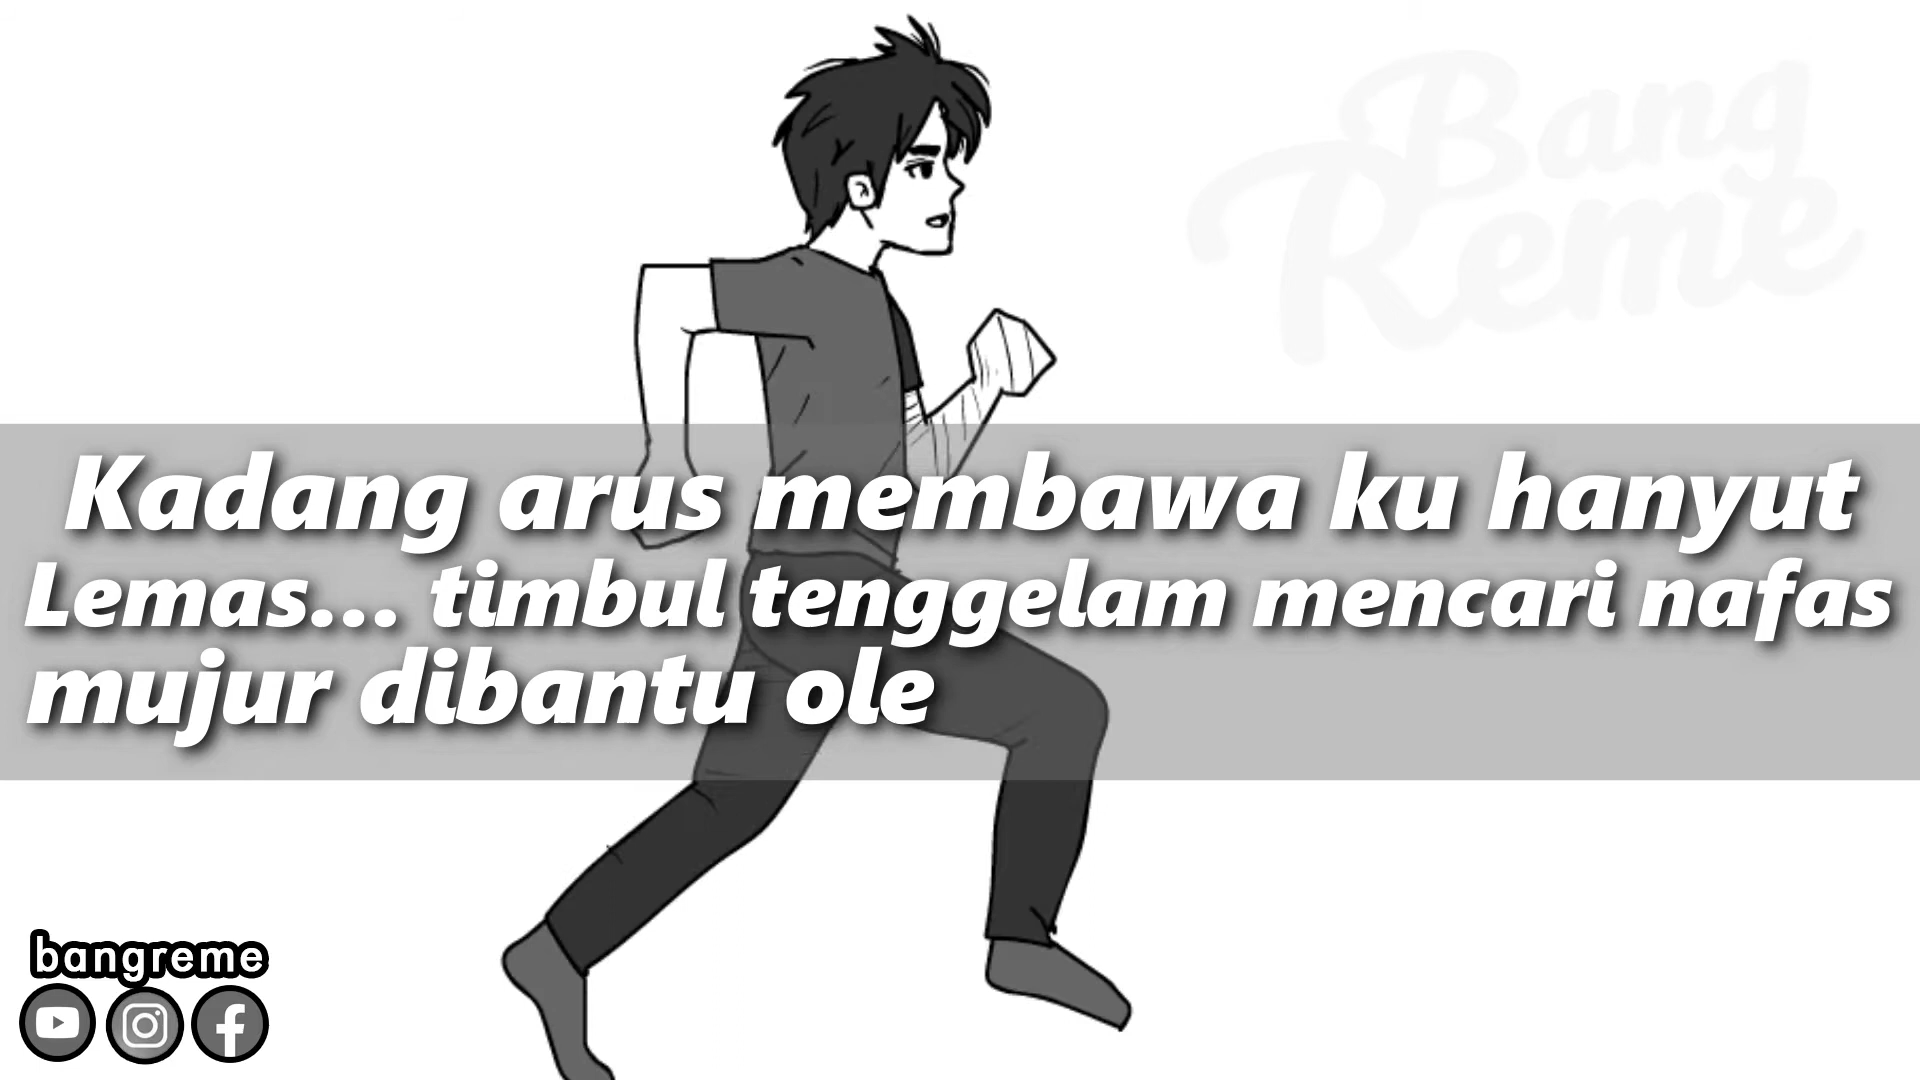 Bang
Reme
Kadang arus membawa ku hanyut
Lemas... timbul tenggelam mencari nafas
mujur dibantu ole
bangreme